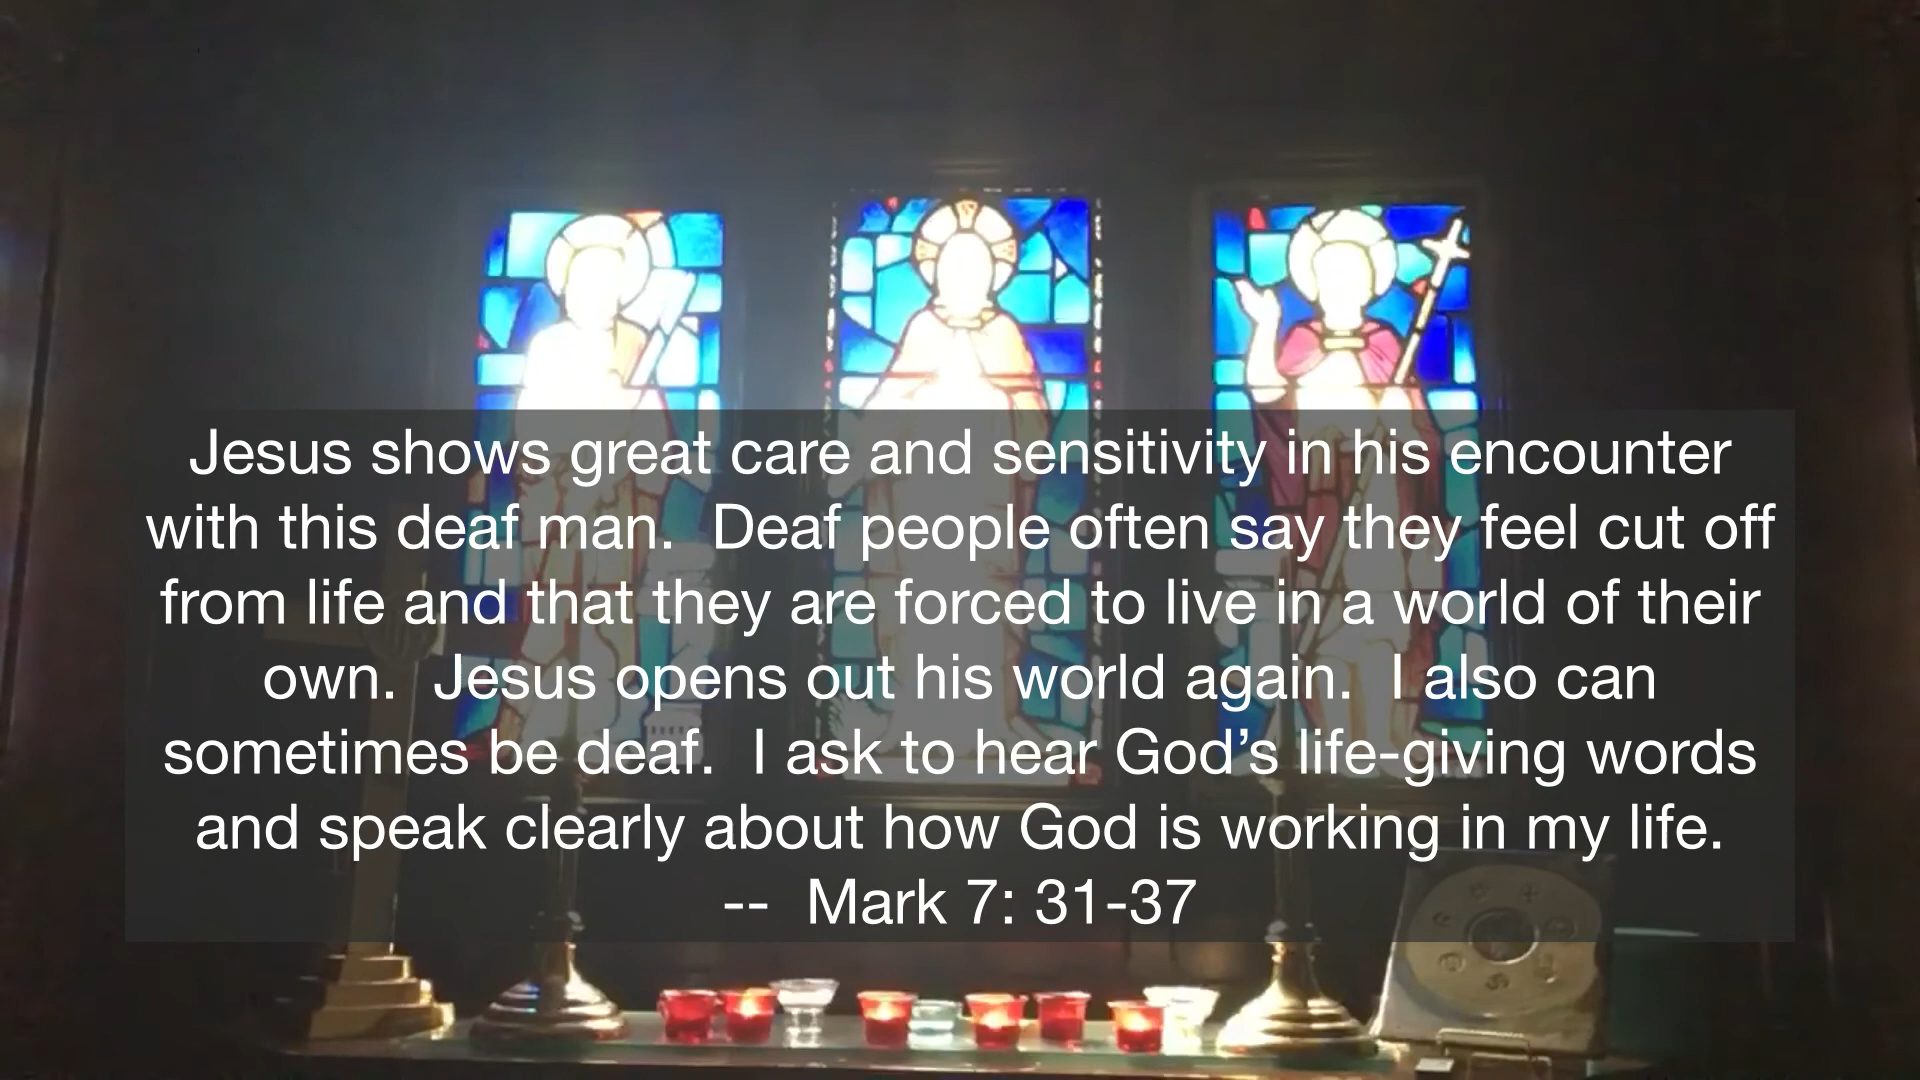 Jesus shows great care and sensitivity in his encounter
with this deaf man.  Deaf people often say they feel cut off
from life and that they are forced to live in a world of their
own.  Jesus opens out his world again.  I also can
sometimes be deaf.  I ask to hear God’s life-giving words
and speak clearly about how God is working in my life.
--  Mark 7: 31-37